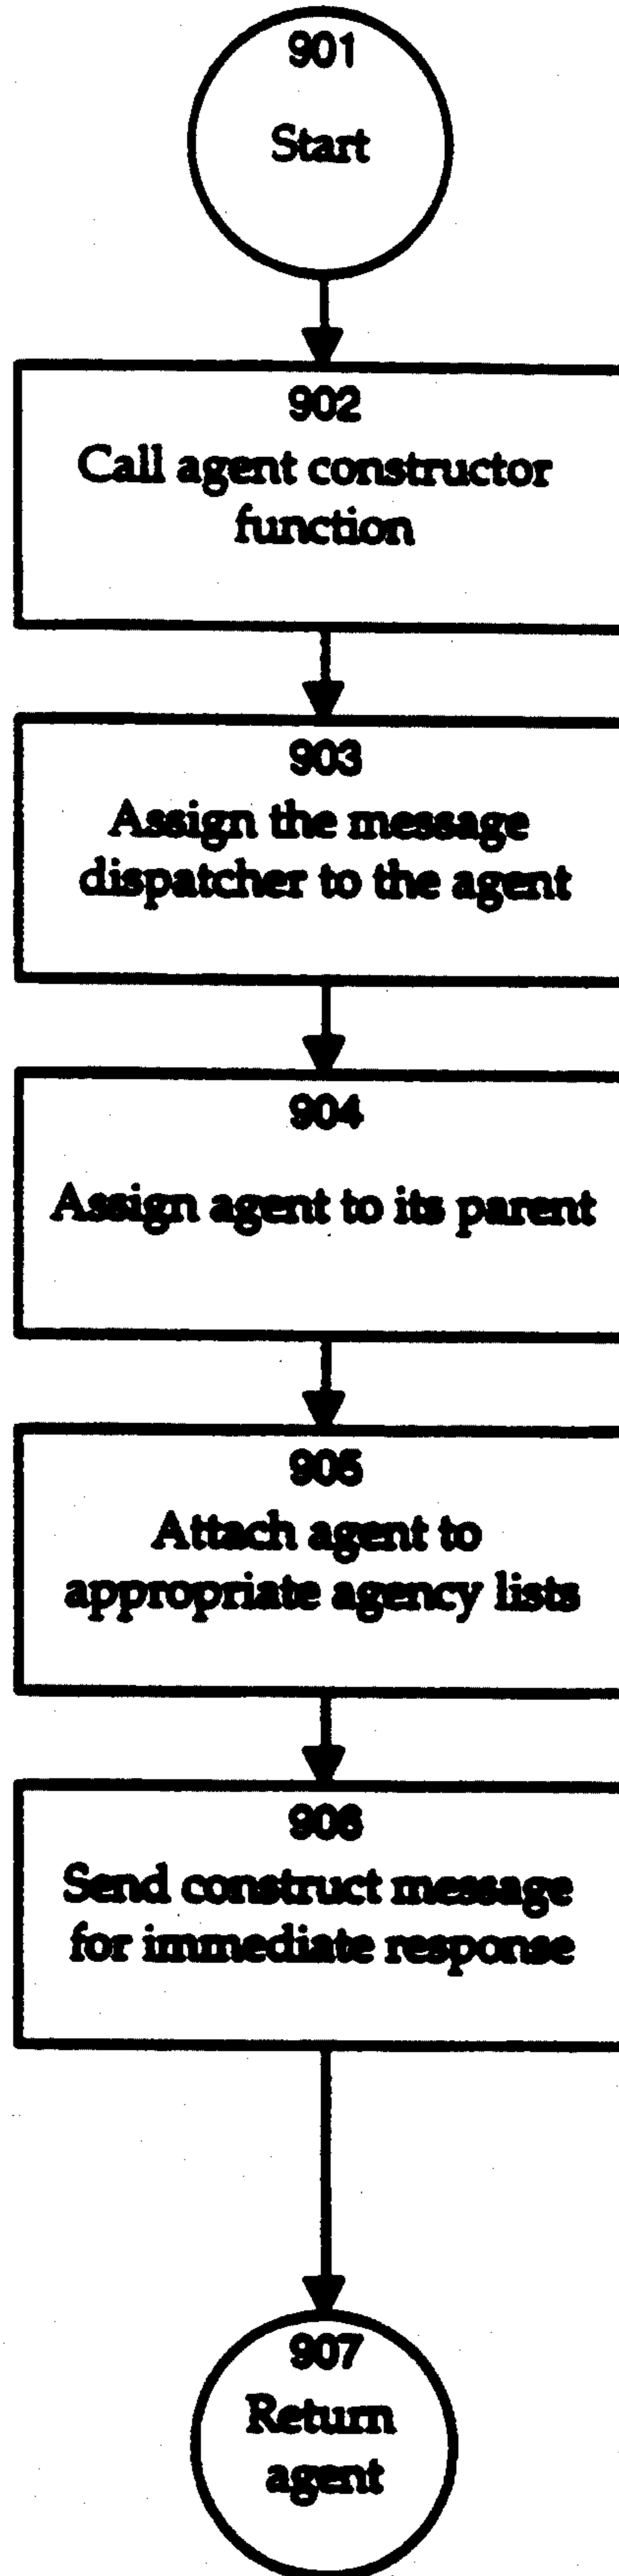 901
Start
902
Call agent constructor
function
903
Assign the message
dispatcher to the agent
904
Assign agent to its parent
905
Attach agent to
appropriate agency lists
906
Send construct message
for immediate response
907
Return
agent